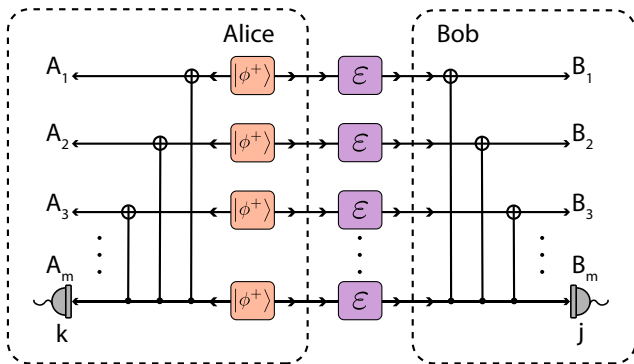 Alice Bob
A₁ |ϕ⁺⟩ ℰ B₁
A₂ |ϕ⁺⟩ ℰ B₂
A₃ |ϕ⁺⟩ ℰ B₃
Aₘ |ϕ⁺⟩ ℰ Bₘ
k j